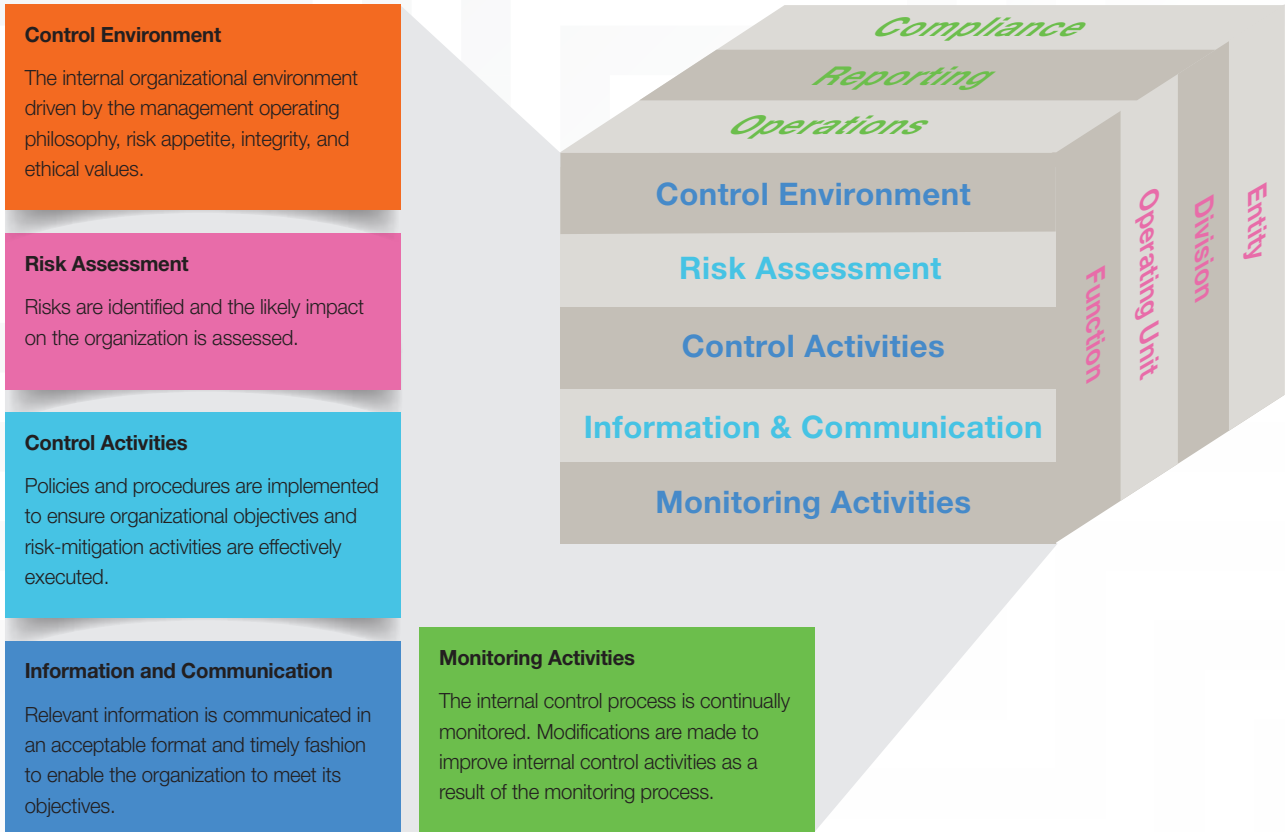 Control Environment
The internal organizational environment
driven by the management operating
philosophy, risk appetite, integrity, and
ethical values.
Risk Assessment
Risks are identified and the likely impact
on the organization is assessed.
Control Activities
Policies and procedures are implemented
to ensure organizational objectives and
risk-mitigation activities are effectively
executed.
Information and Communication
Relevant information is communicated in
an acceptable format and timely fashion
to enable the organization to meet its
objectives.
Monitoring Activities
The internal control process is continually
monitored. Modifications are made to
improve internal control activities as a
result of the monitoring process.
Compliance
Reporting
Operations
Control Environment
Risk Assessment
Control Activities
Information & Communication
Monitoring Activities
Function
Operating Unit
Division
Entity